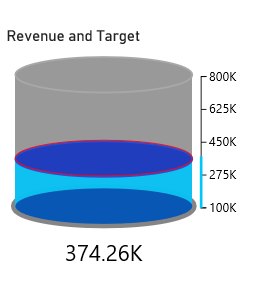 Revenue and Target
800K
625K
450K
275K
100K
374.26K